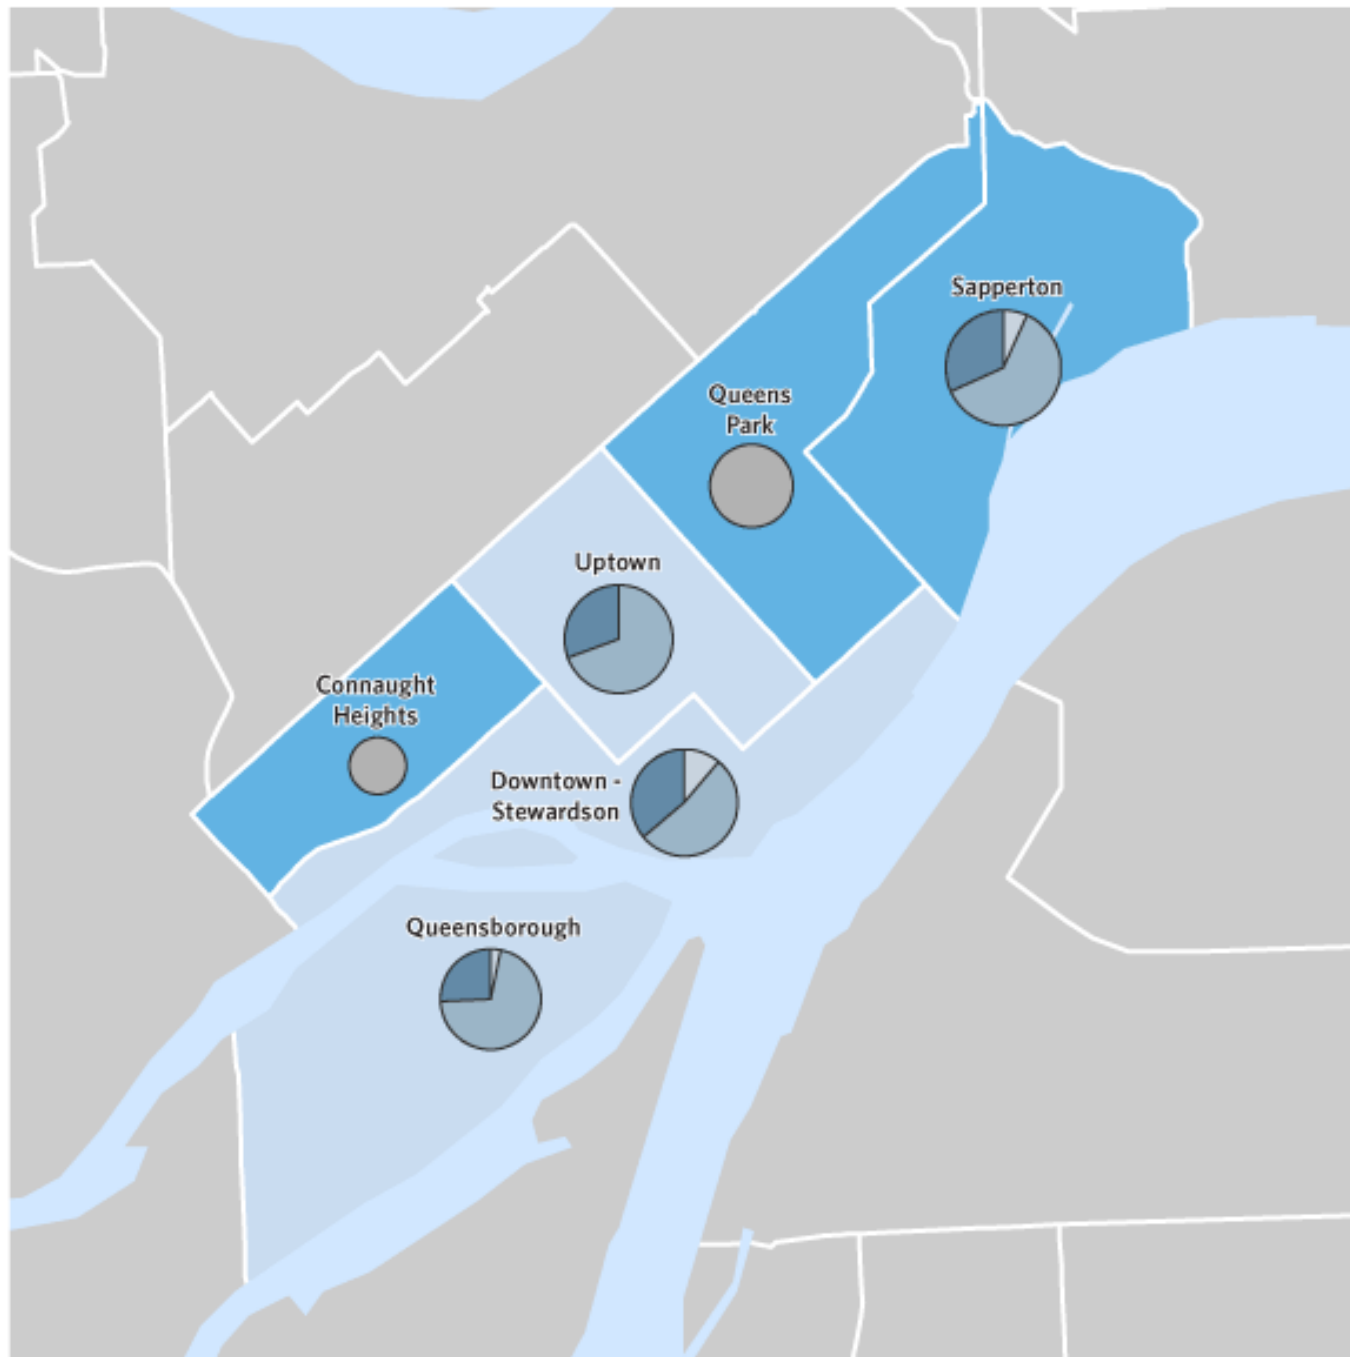 Sapperton
Queens
Park
Uptown
Connaught
Heights
Downtown -
Stewardson
Queensborough